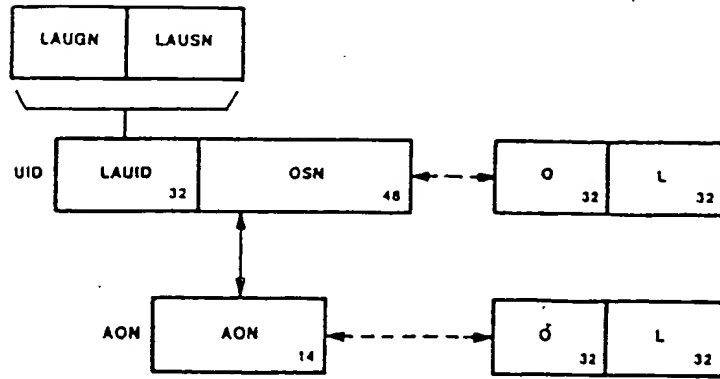 LAUGN LAUSN
UID LAUID 32 OSN 48 O 32 L 32
AON AON 14 O 32 L 32